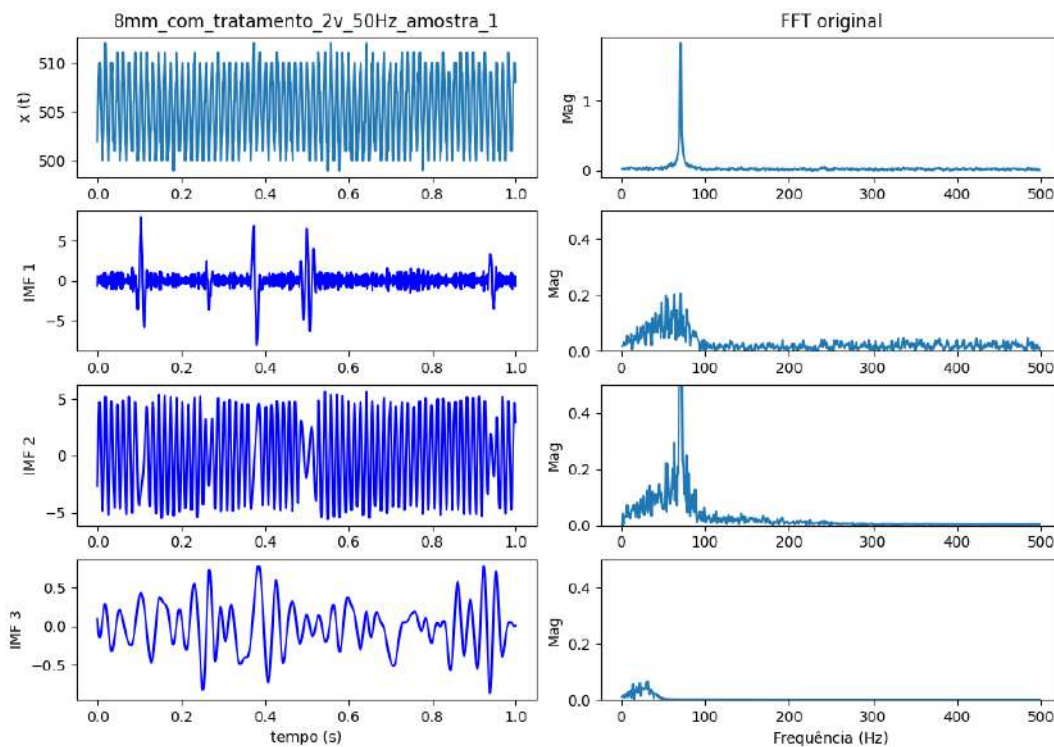 8mm_com_tratamento_2v_50Hz_amostra_1
FFT original
x (t)
510
505
500
0.0 0.2 0.4 0.6 0.8 1.0
Mag
1
0
0 100 200 300 400 500
IMF 1
5
0
−5
0.0 0.2 0.4 0.6 0.8 1.0
Mag
0.4
0.2
0.0
0 100 200 300 400 500
IMF 2
5
0
−5
0.0 0.2 0.4 0.6 0.8 1.0
Mag
0.4
0.2
0.0
0 100 200 300 400 500
IMF 3
0.5
0.0
−0.5
0.0 0.2 0.4 0.6 0.8 1.0
tempo (s)
Mag
0.4
0.2
0.0
0 100 200 300 400 500
Frequência (Hz)